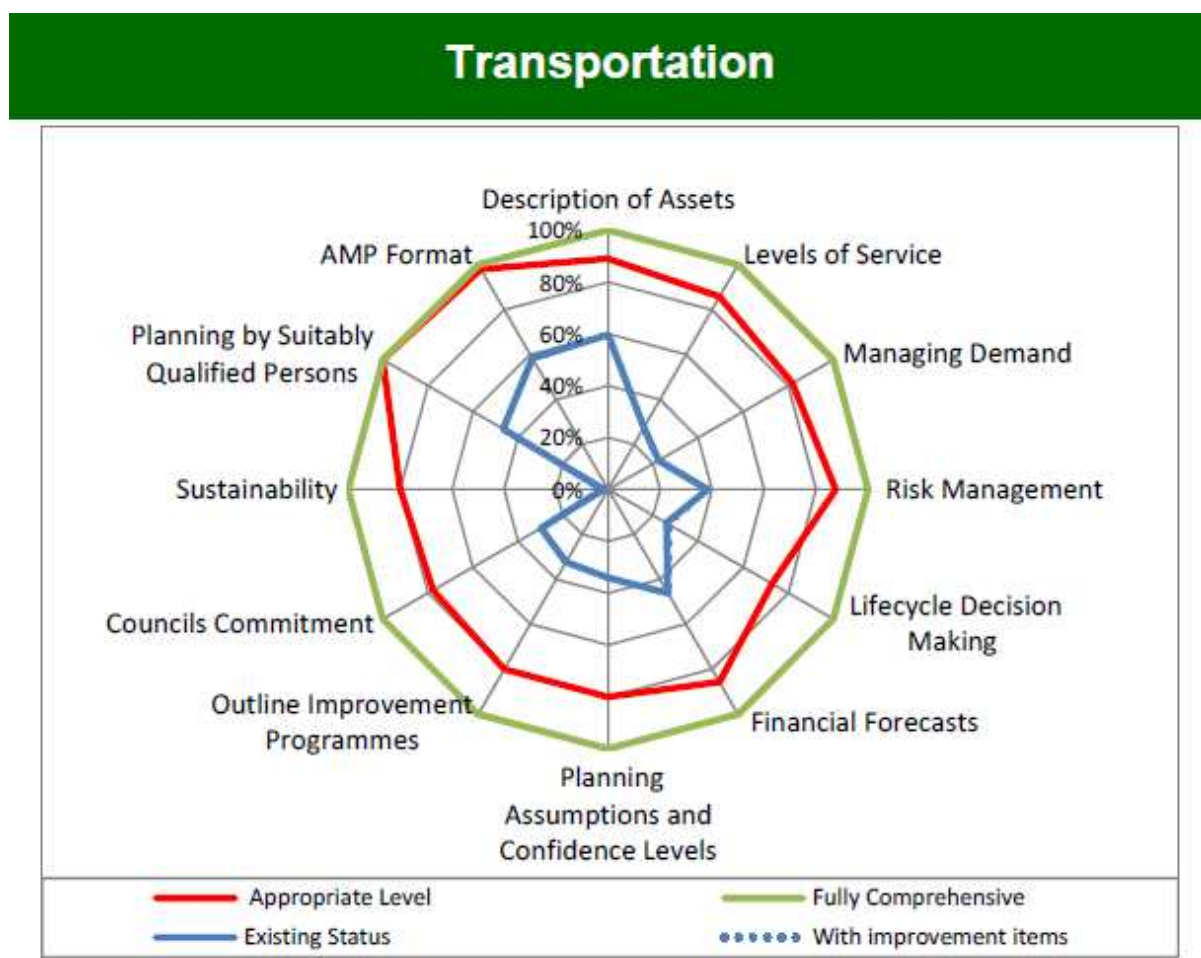 Transportation
Description of Assets
100%
AMP Format
Levels of Service
80%
Planning by Suitably
Qualified Persons
60%
Managing Demand
40%
20%
Sustainability
0%
Risk Management
Councils Commitment
Lifecycle Decision
Making
Outline Improvement
Programmes
Financial Forecasts
Planning
Assumptions and
Confidence Levels
Appropriate Level
Fully Comprehensive
Existing Status
With improvement items